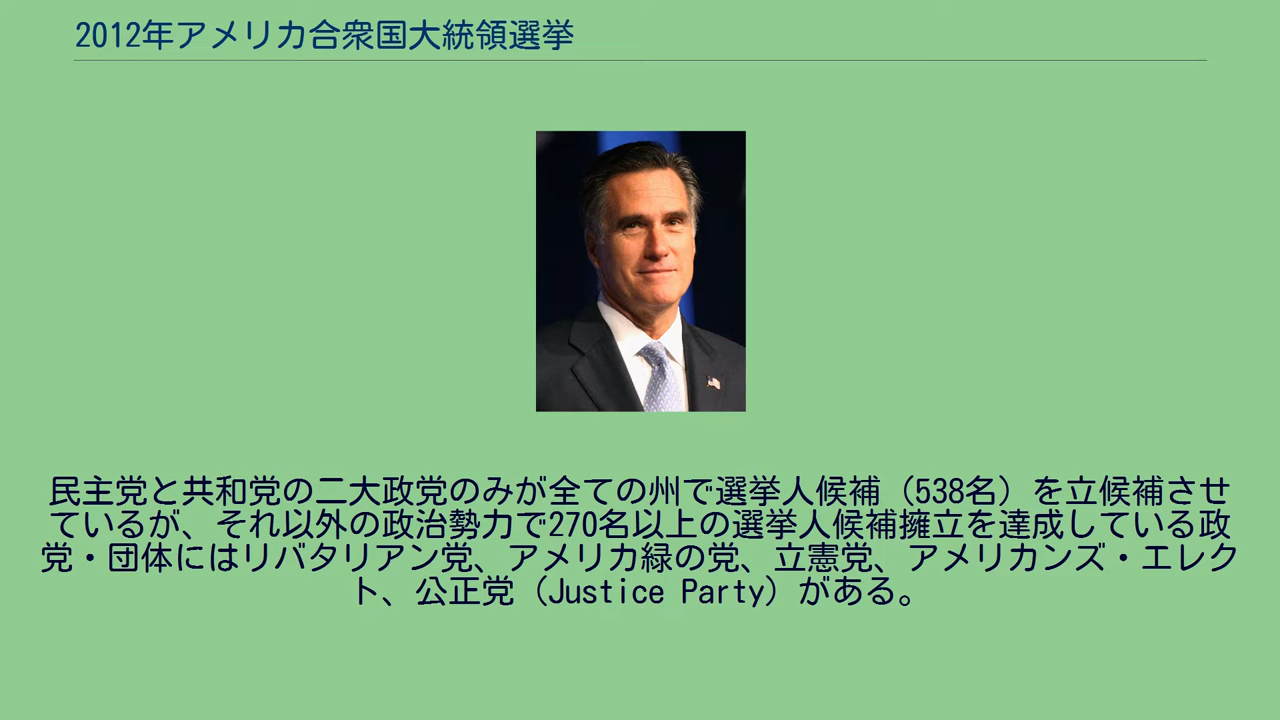 2012年アメリカ合衆国大統領選挙
民主党と共和党の二大政党のみが全ての州で選挙人候補（538名）を立候補させ
ているが、それ以外の政治勢力で270名以上の選挙人候補擁立を達成している政
党・団体にはリバタリアン党、アメリカ緑の党、立憲党、アメリカンズ・エレク
ト、公正党（Justice Party）がある。